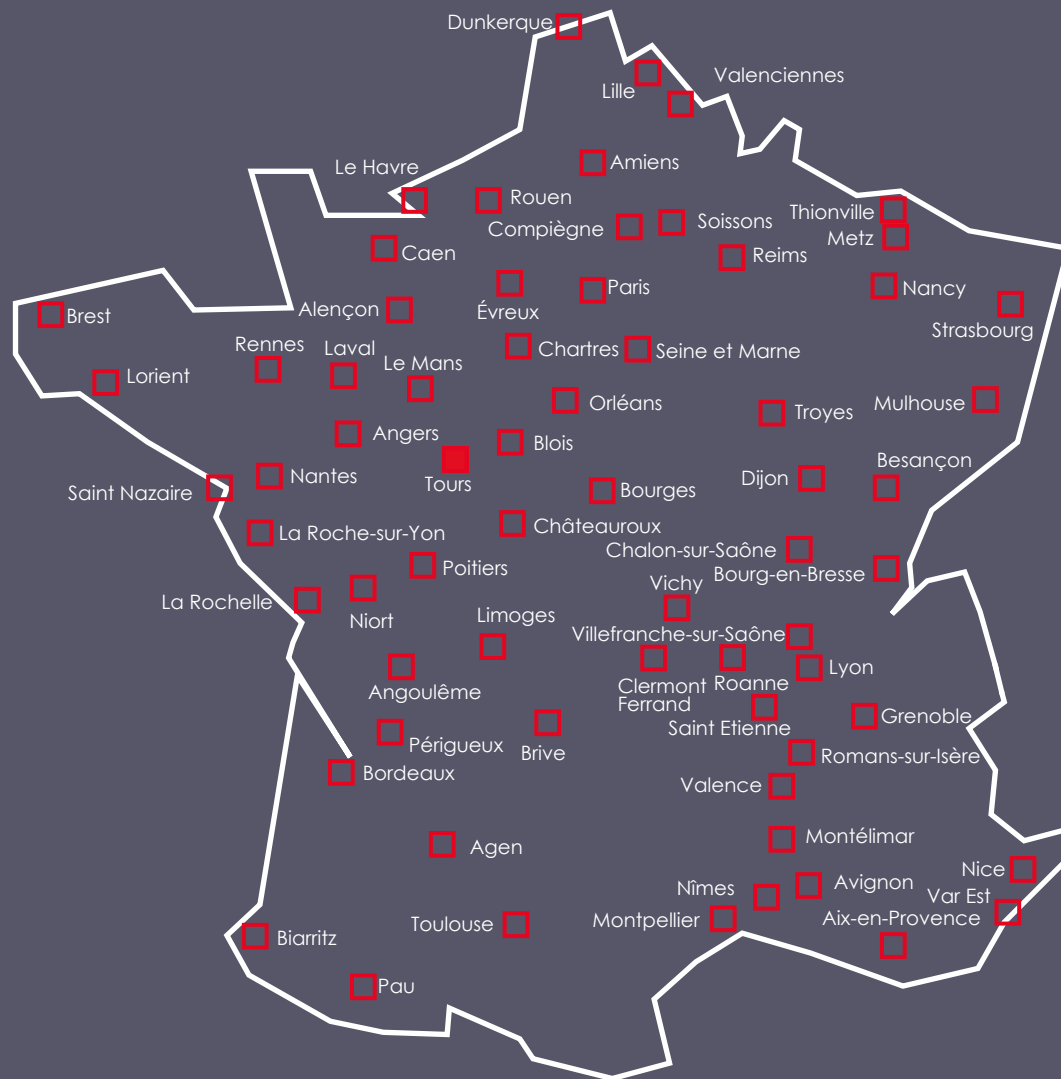 Dunkerque
Valenciennes
Lille
Amiens
Le Havre
Rouen
Compiègne
Soissons
Thionville
Metz
Caen
Reims
Paris
Nancy
Évreux
Alençon
Strasbourg
Brest
Rennes
Laval
Le Mans
Chartres
Seine et Marne
Lorient
Orléans
Troyes
Mulhouse
Angers
Blois
Besançon
Tours
Dijon
Saint Nazaire
Nantes
Bourges
La Roche-sur-Yon
Châteauroux
Chalon-sur-Saône
Poitiers
Bourg-en-Bresse
Vichy
La Rochelle
Niort
Limoges
Villefranche-sur-Saône
Lyon
Angoulême
Clermont
Ferrand
Roanne
Saint Etienne
Grenoble
Périgueux
Brive
Romans-sur-Isère
Bordeaux
Valence
Montélimar
Agen
Nice
Avignon
Nîmes
Var Est
Toulouse
Montpellier
Aix-en-Provence
Biarritz
Pau